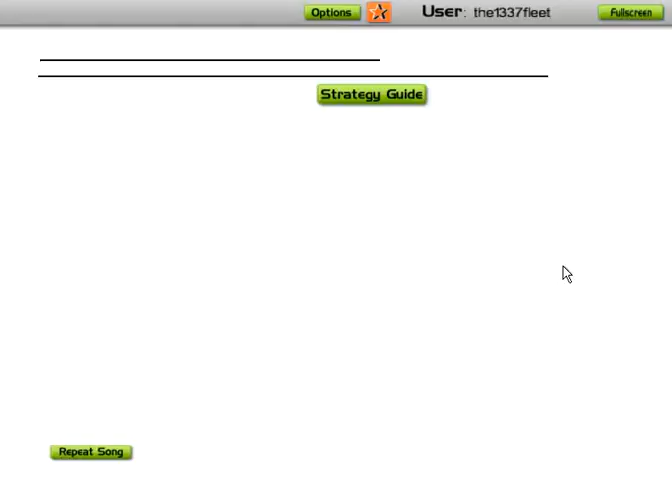 Options User: the1337fleet Fullscreen
Strategy Guide
Repeat Song